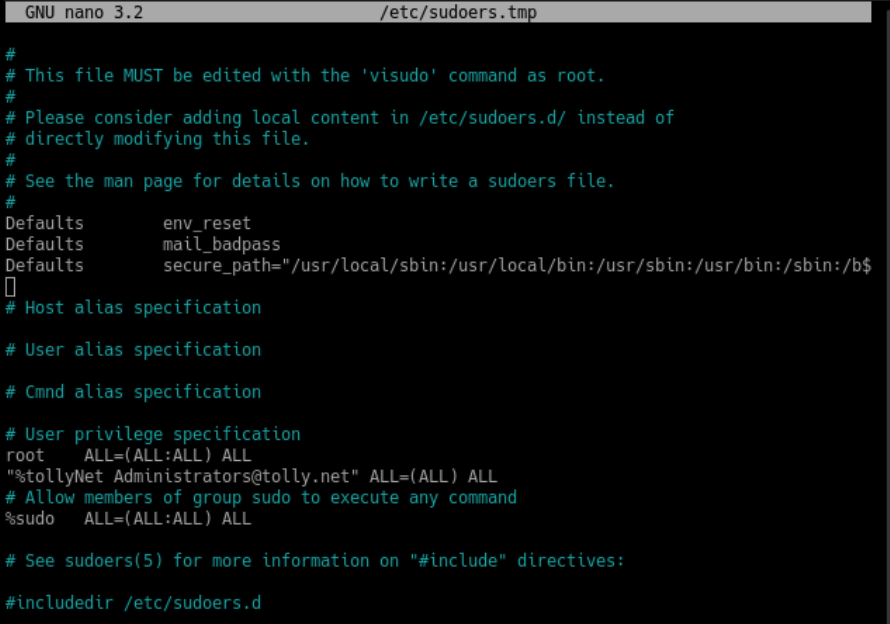 GNU nano 3.2 /etc/sudoers.tmp
#
# This file MUST be edited with the 'visudo' command as root.
#
# Please consider adding local content in /etc/sudoers.d/ instead of
# directly modifying this file.
#
# See the man page for details on how to write a sudoers file.
#
Defaults        env_reset
Defaults        mail_badpass
Defaults        secure_path="/usr/local/sbin:/usr/local/bin:/usr/sbin:/usr/bin:/sbin:/b$
# Host alias specification
# User alias specification
# Cmnd alias specification
# User privilege specification
root    ALL=(ALL:ALL) ALL
"%tollyNet Administrators@tolly.net" ALL=(ALL) ALL
# Allow members of group sudo to execute any command
%sudo   ALL=(ALL:ALL) ALL
# See sudoers(5) for more information on "#include" directives:
#includedir /etc/sudoers.d